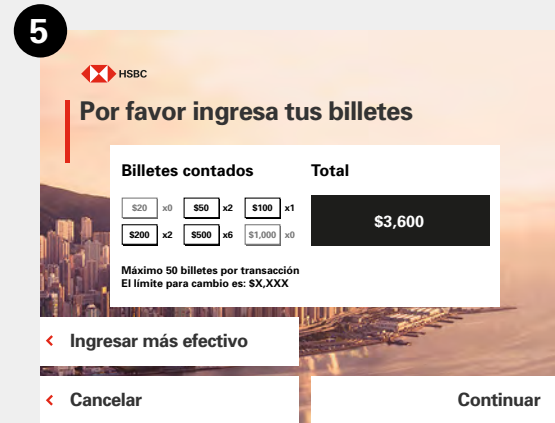 5
HSBC
Por favor ingresa tus billetes
Billetes contados
Total
$20 x0 $50 x2 $100 x1
$200 x2 $500 x6 $1,000 x0
$3,600
Máximo 50 billetes por transacción
El límite para cambio es: $X,XXX
Ingresar más efectivo
Cancelar
Continuar